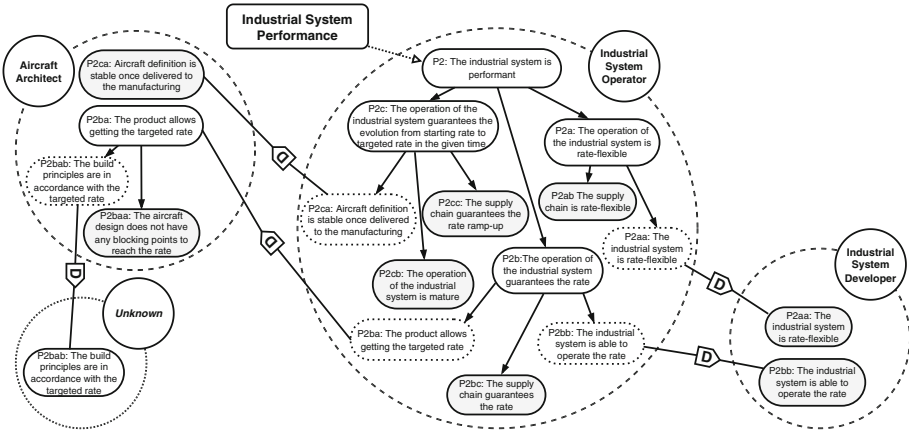 Industrial System
Performance
Aircraft
Architect
P2ca: Aircraft definition is
stable once delivered to
the manufacturing
P2ba: The product allows
getting the targeted rate
P2bab: The build
principles are in
accordance with the
targeted rate
P2baa: The aircraft
design does not have
any blocking points to
reach the rate
D
Unknown
P2bab: The build
principles are in
accordance with the
targeted rate
D
D
Industrial
System
Operator
P2: The industrial system is
performant
P2c: The operation of the
industrial system guarantees the
evolution from starting rate to
targeted rate in the given time.
P2a: The operation of
the industrial system is
rate-flexible
P2ca: Aircraft definition
is stable once delivered
to the manufacturing
P2cc: The supply
chain guarantees the
rate ramp-up
P2ab The supply
chain is rate-flexible
P2aa: The
industrial system
is rate-flexible
P2cb: The operation
of the industrial
system is mature
P2b:The operation of
the industrial system
guarantees the rate
P2ba: The product allows
getting the targeted rate
P2bb: The industrial
system is able to
operate the rate
P2bc: The supply
chain guarantees
the rate
D
D
Industrial
System
Developer
P2aa: The
industrial system
is rate-flexible
P2bb: The industrial
system is able to
operate the rate